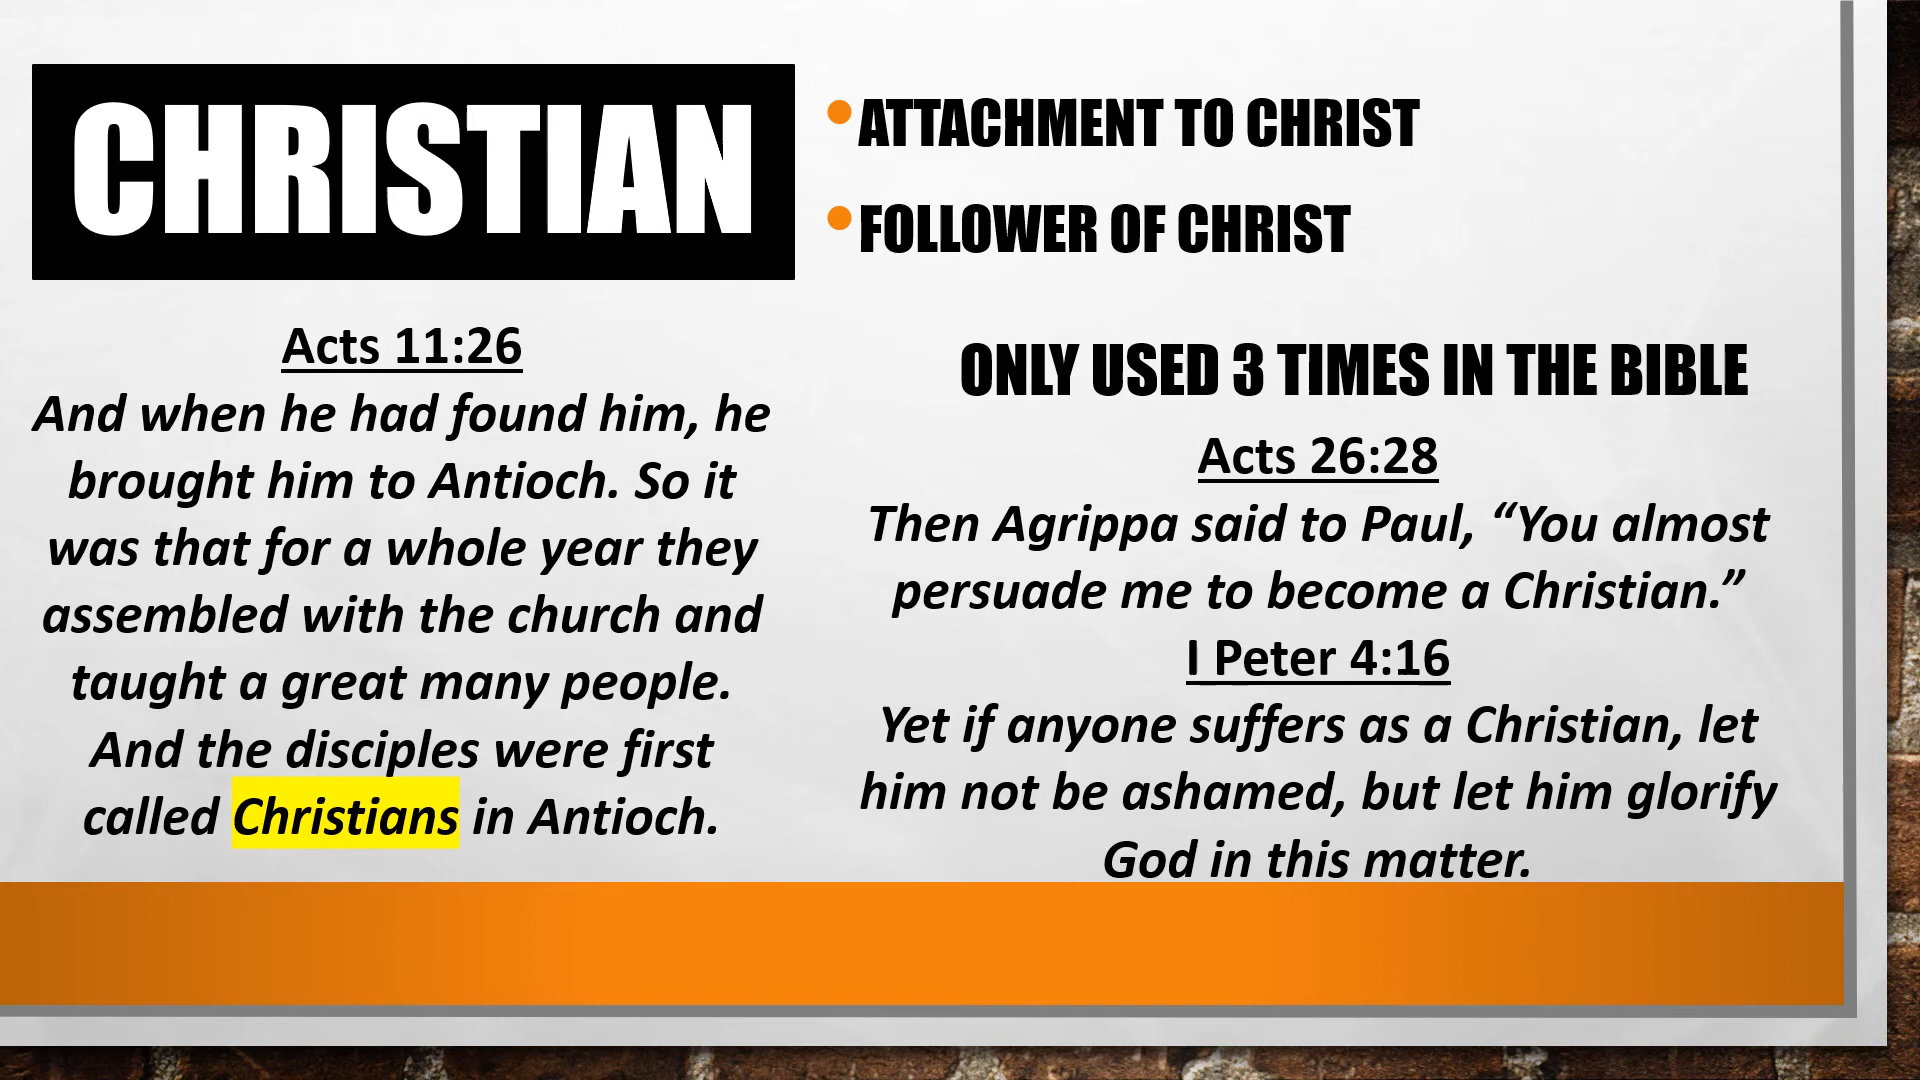 CHRISTIAN
Acts 11:26
And when he had found him, he
brought him to Antioch. So it
was that for a whole year they
assembled with the church and
taught a great many people.
And the disciples were first
called Christians in Antioch.
•ATTACHMENT TO CHRIST
•FOLLOWER OF CHRIST
ONLY USED 3 TIMES IN THE BIBLE
Acts 26:28
Then Agrippa said to Paul, “You almost
persuade me to become a Christian.”
I Peter 4:16
Yet if anyone suffers as a Christian, let
him not be ashamed, but let him glorify
God in this matter.